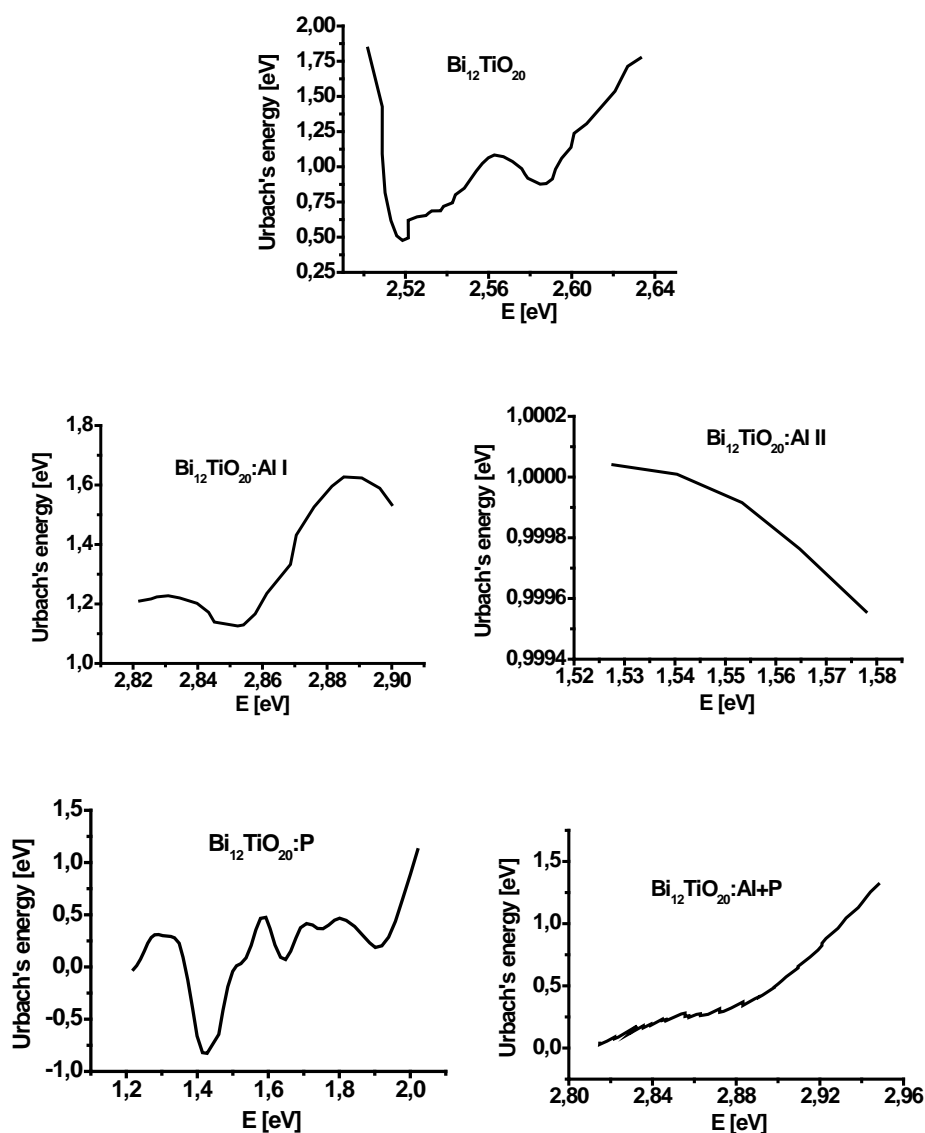 2,00
1,75
1,50
1,25
1,00
0,75
0,50
0,25
Urbach's energy [eV]
Bi12TiO20
2,52 2,56 2,60 2,64
E [eV]
1,8
1,6
1,4
1,2
1,0
Urbach's energy [eV]
Bi12TiO20:Al I
2,82 2,84 2,86 2,88 2,90
E [eV]
1,0002
1,0000
0,9998
0,9996
0,9994
Urbach's energy [eV]
Bi12TiO20:Al II
1,52 1,53 1,54 1,55 1,56 1,57 1,58
E [eV]
1,5
1,0
0,5
0,0
-0,5
-1,0
Urbach's energy [eV]
Bi12TiO20:P
1,2 1,4 1,6 1,8 2,0
E [eV]
1,5
1,0
0,5
0,0
Urbach's energy [eV]
Bi12TiO20:Al+P
2,80 2,84 2,88 2,92 2,96
E [eV]